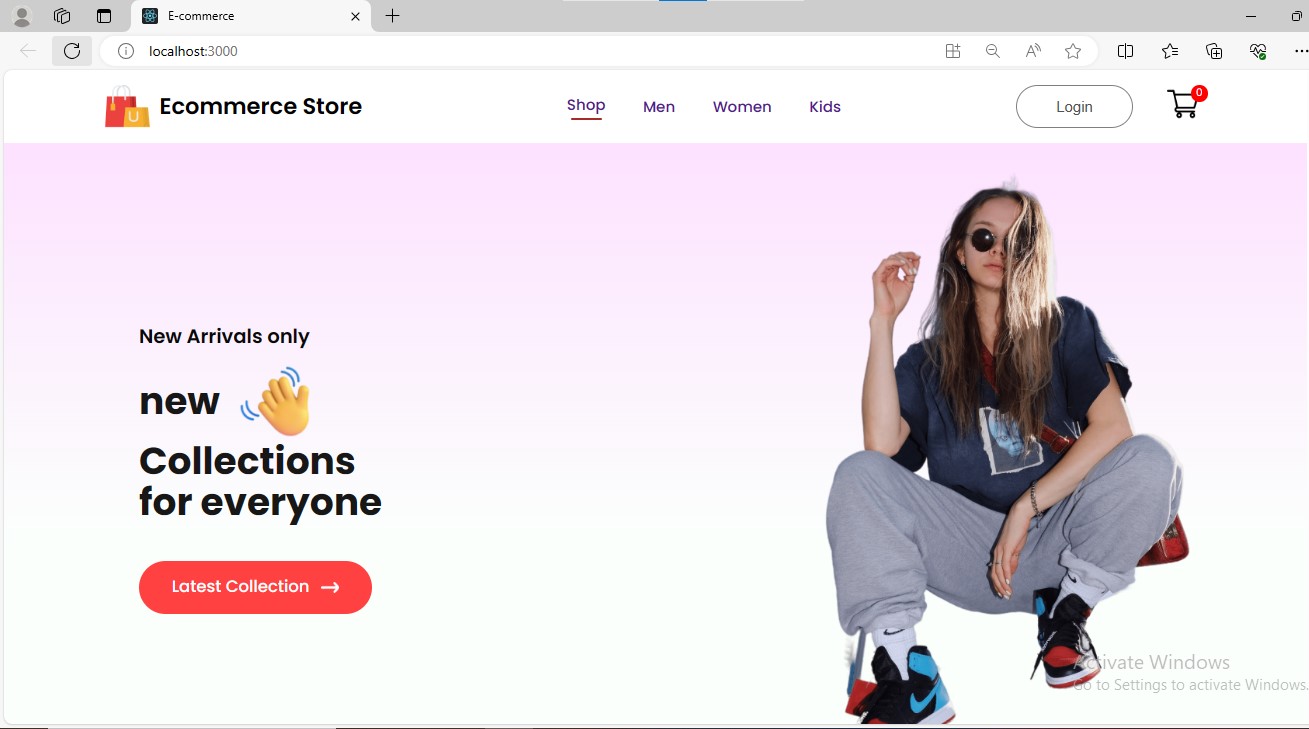 E-commerce
localhost:3000
Ecommerce Store
Shop
Men
Women
Kids
Login
0
New Arrivals only
new
Collections
for everyone
Latest Collection →
Activate Windows
Go to Settings to activate Windows.